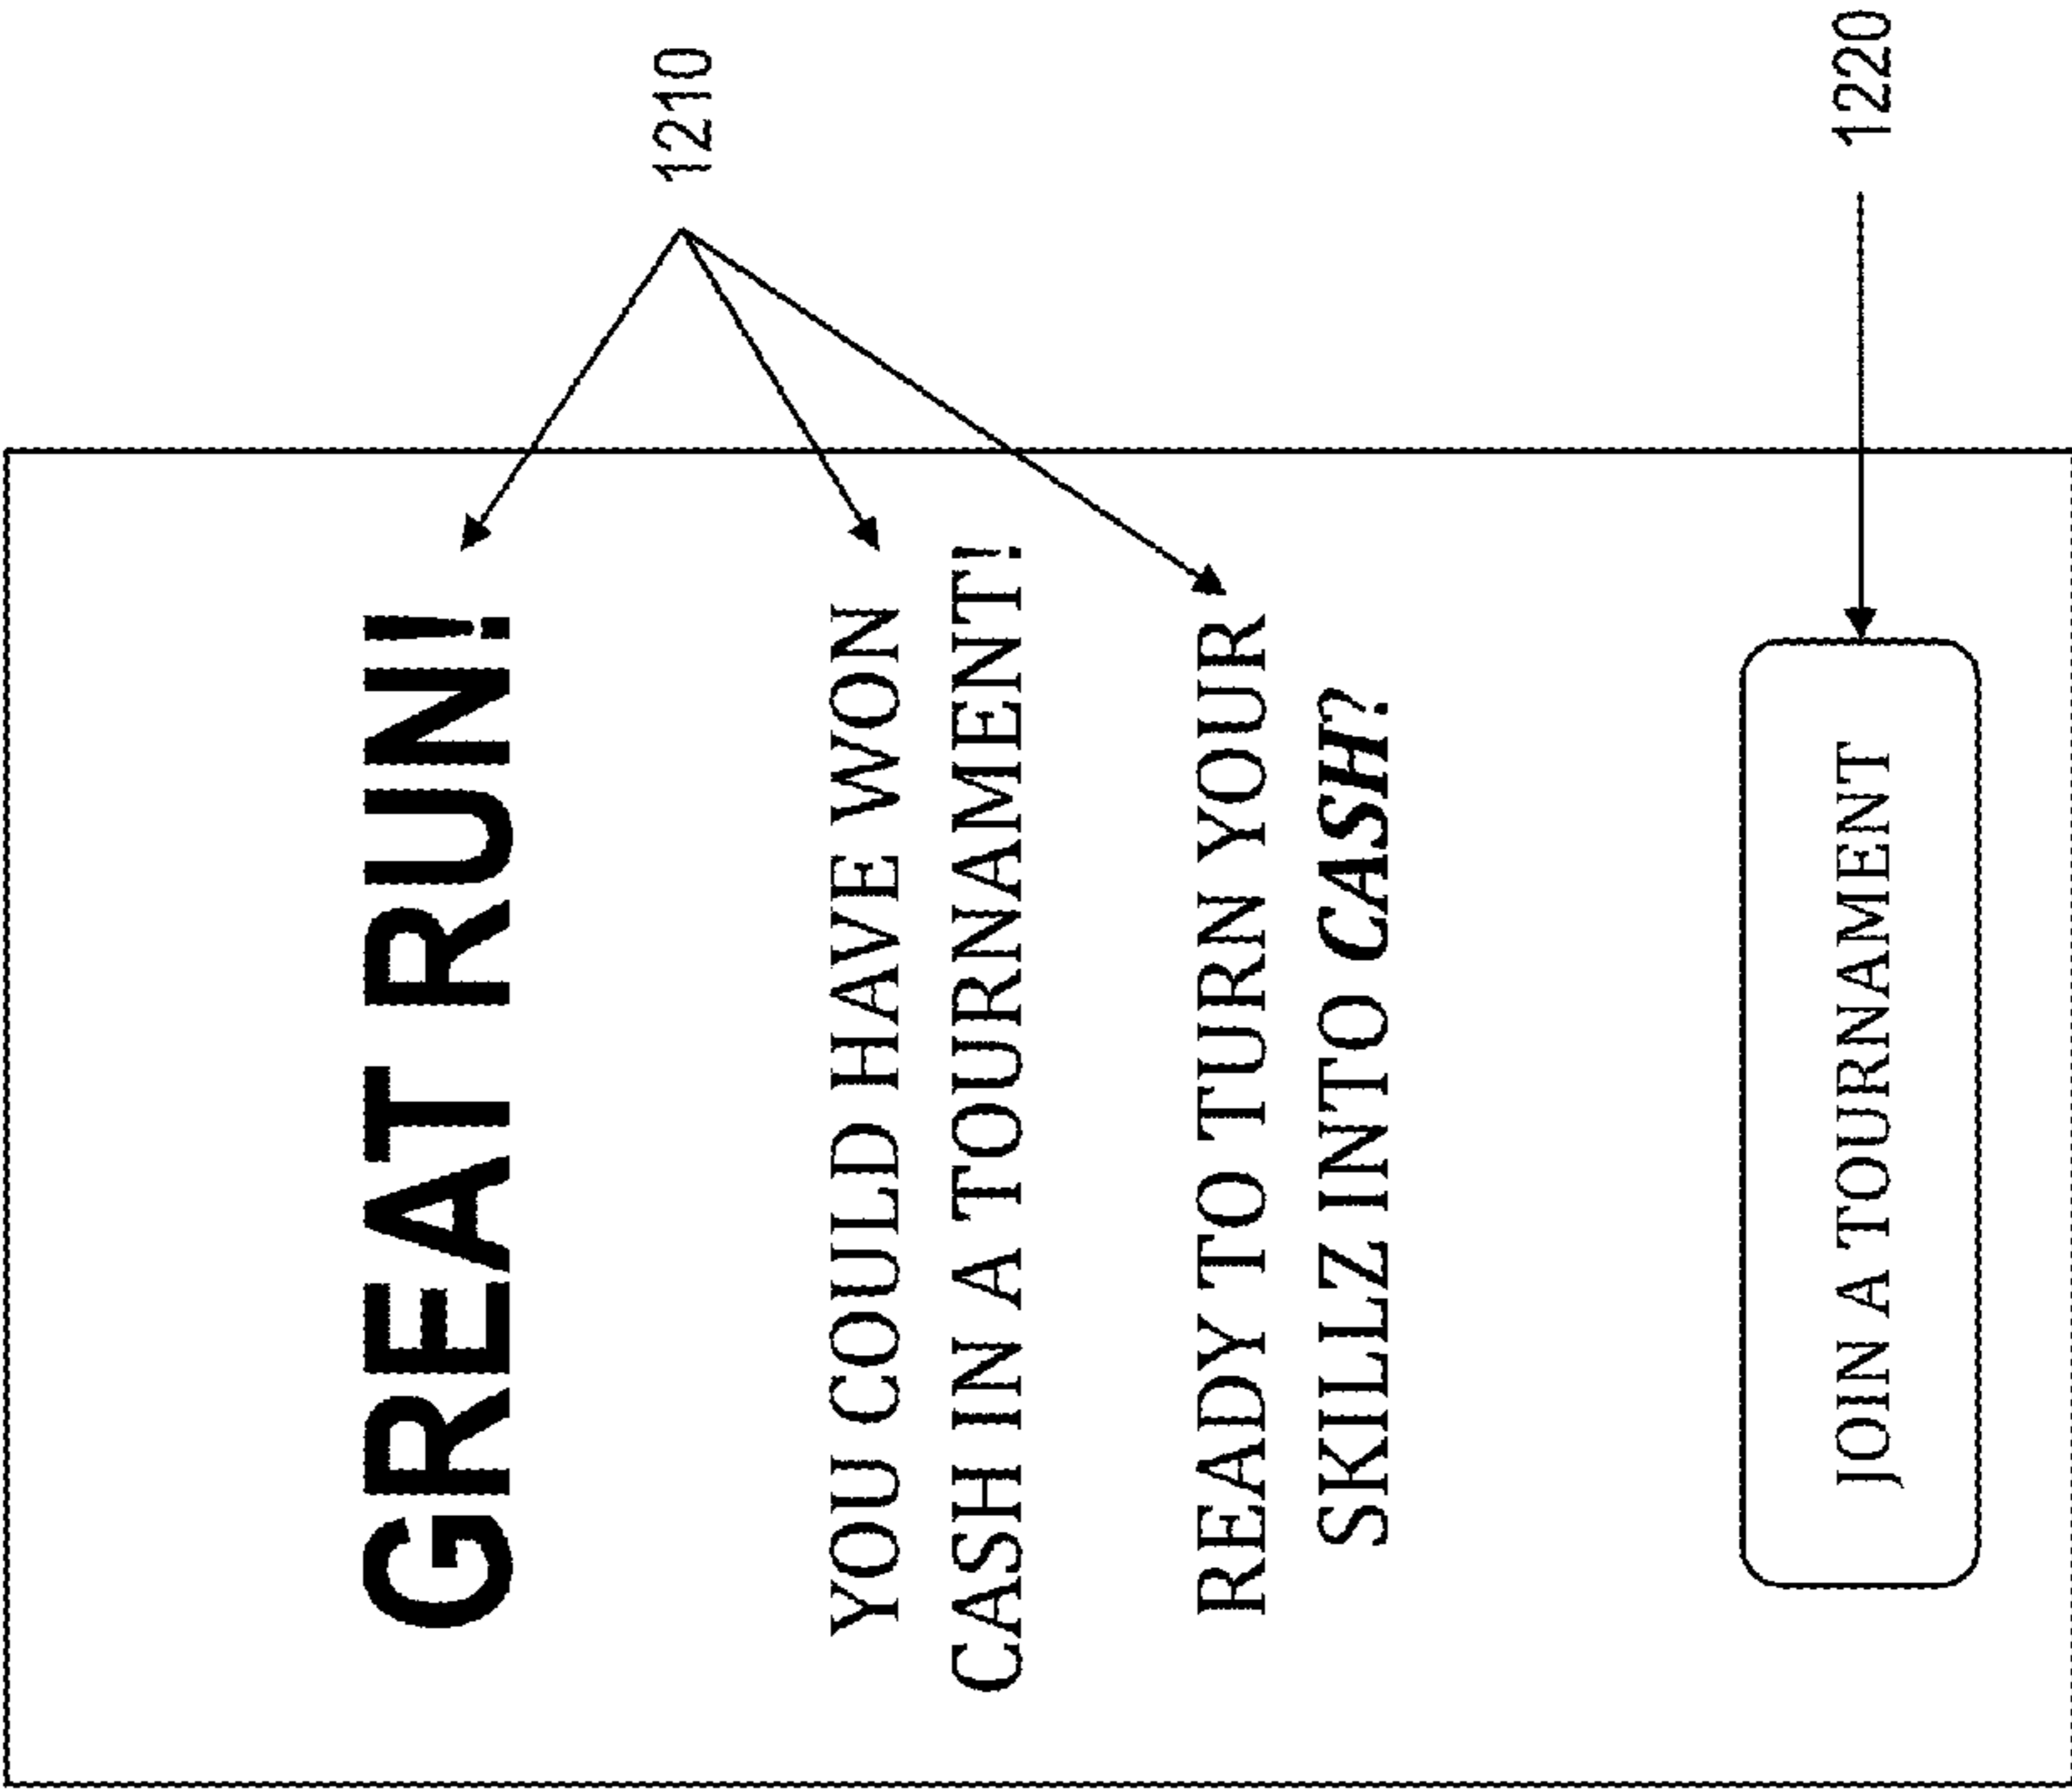 GREAT RUN!
1210
YOU COULD HAVE WON
CASH IN A TOURNAMENT!
READY TO TURN YOUR
SKILLZ INTO CASH?
JOIN A TOURNAMENT
1220